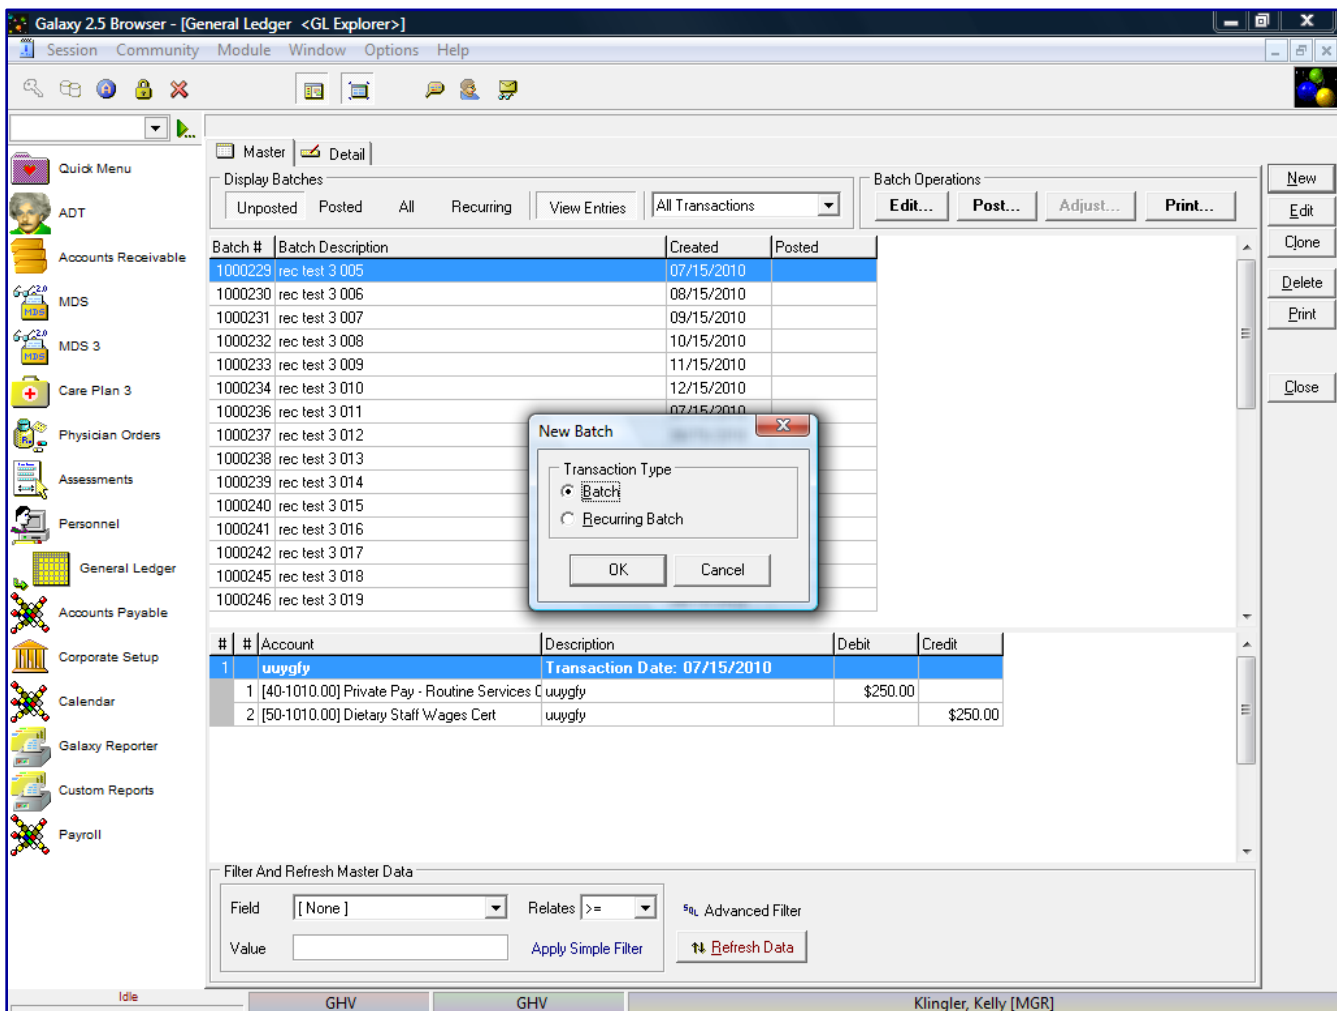 Galaxy 2.5 Browser - [General Ledger <GL Explorer>]
Session Community Module Window Options Help
Master Detail
Quick Menu
ADT
Accounts Receivable
MDS
MDS 3
Care Plan 3
Physician Orders
Assessments
Personnel
General Ledger
Accounts Payable
Corporate Setup
Calendar
Galaxy Reporter
Custom Reports
Payroll
Display Batches
Unposted Posted All Recurring View Entries All Transactions
Batch Operations
Edit... Post... Adjust... Print...
New
Edit
Clone
Delete
Print
Close
Batch # Batch Description Created Posted
1000229 rec test 3 005 07/15/2010
1000230 rec test 3 006 08/15/2010
1000231 rec test 3 007 09/15/2010
1000232 rec test 3 008 10/15/2010
1000233 rec test 3 009 11/15/2010
1000234 rec test 3 010 12/15/2010
1000236 rec test 3 011 07/15/2010
1000237 rec test 3 012
1000238 rec test 3 013
1000239 rec test 3 014
1000240 rec test 3 015
1000241 rec test 3 016
1000242 rec test 3 017
1000245 rec test 3 018
1000246 rec test 3 019
New Batch
Transaction Type
Batch
Recurring Batch
OK Cancel
# # Account Description Debit Credit
1 uuygfy Transaction Date: 07/15/2010
1 [40-1010.00] Private Pay - Routine Services uuygfy $250.00
2 [50-1010.00] Dietary Staff Wages Cert uuygfy $250.00
Filter And Refresh Master Data
Field [ None ] Relates >= SQL Advanced Filter
Value Apply Simple Filter Refresh Data
Idle GHV GHV Klingler, Kelly [MGR]